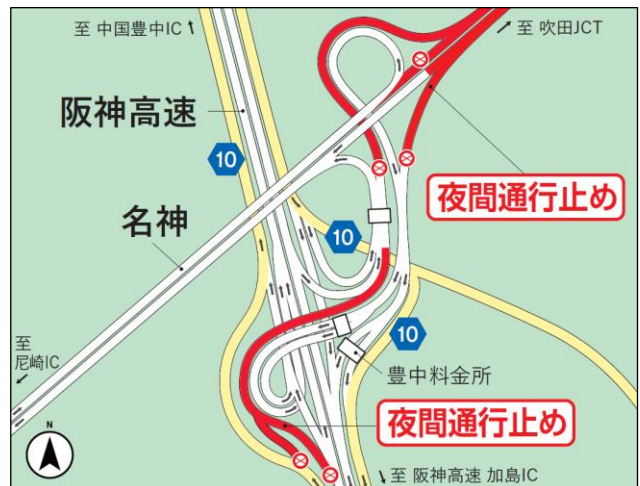 至 中国豊中IC
至 吹田JCT
阪神高速
10
夜間通行止め
名神
10
至
尼崎IC
10
豊中料金所
夜間通行止め
N
至 阪神高速 加島IC